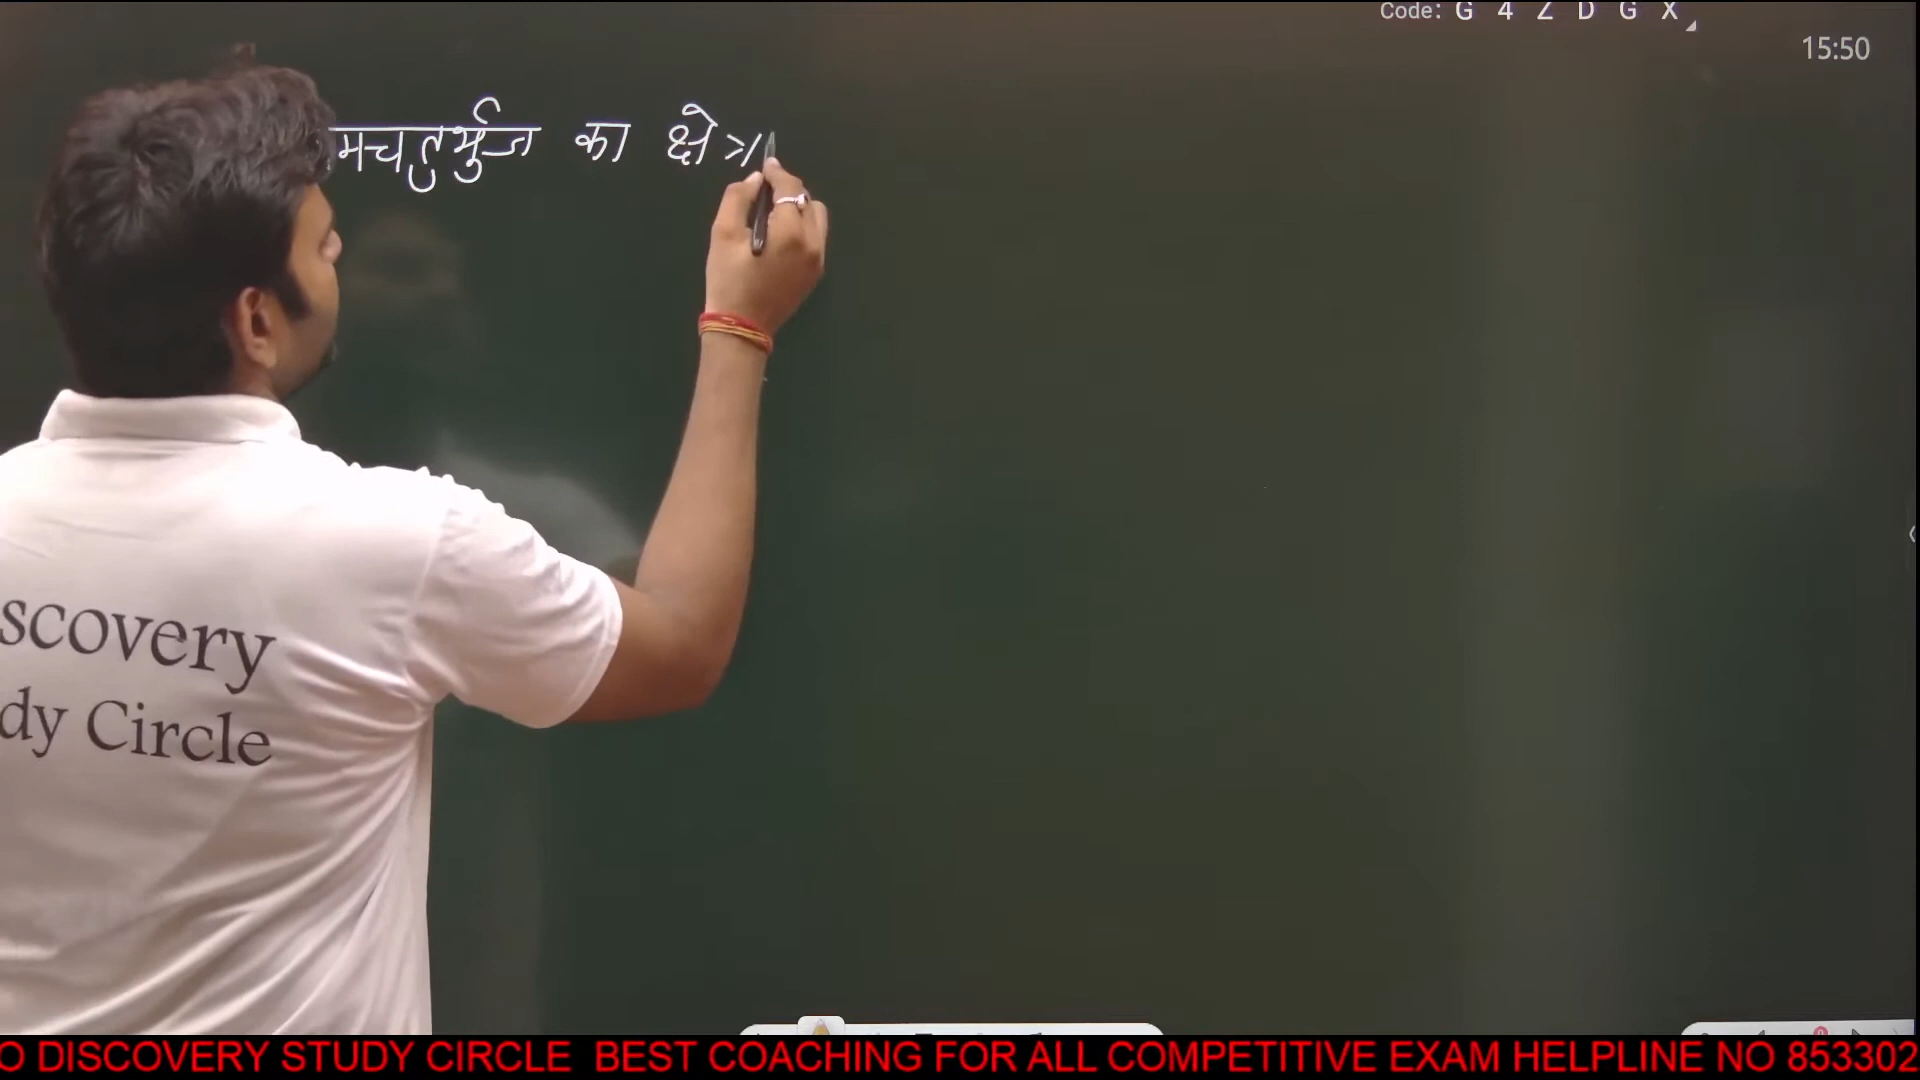 Code: G 4 Z D G X
15:50
मचतुर्भुज का क्षेत्र
scovery
dy Circle
O DISCOVERY STUDY CIRCLE BEST COACHING FOR ALL COMPETITIVE EXAM HELPLINE NO 853302